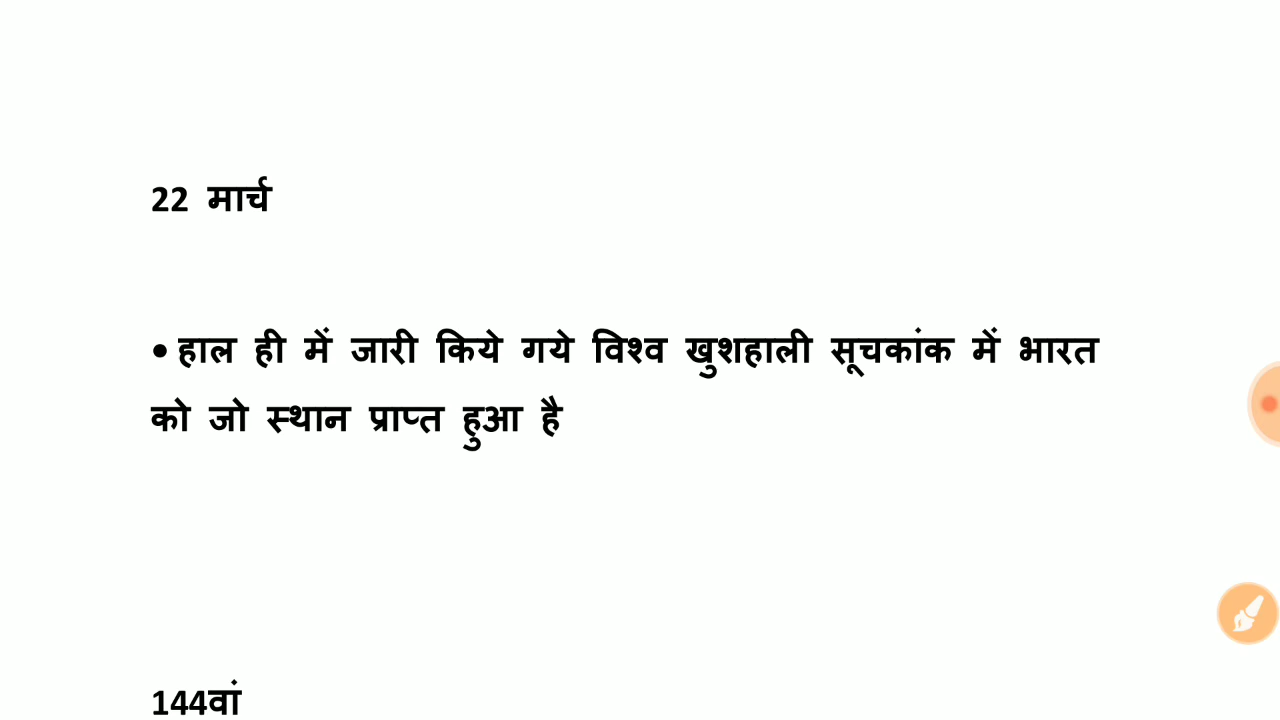 22 मार्च
• हाल ही में जारी किये गये विश्व खुशहाली सूचकांक में भारत
को जो स्थान प्राप्त हुआ है
144वां